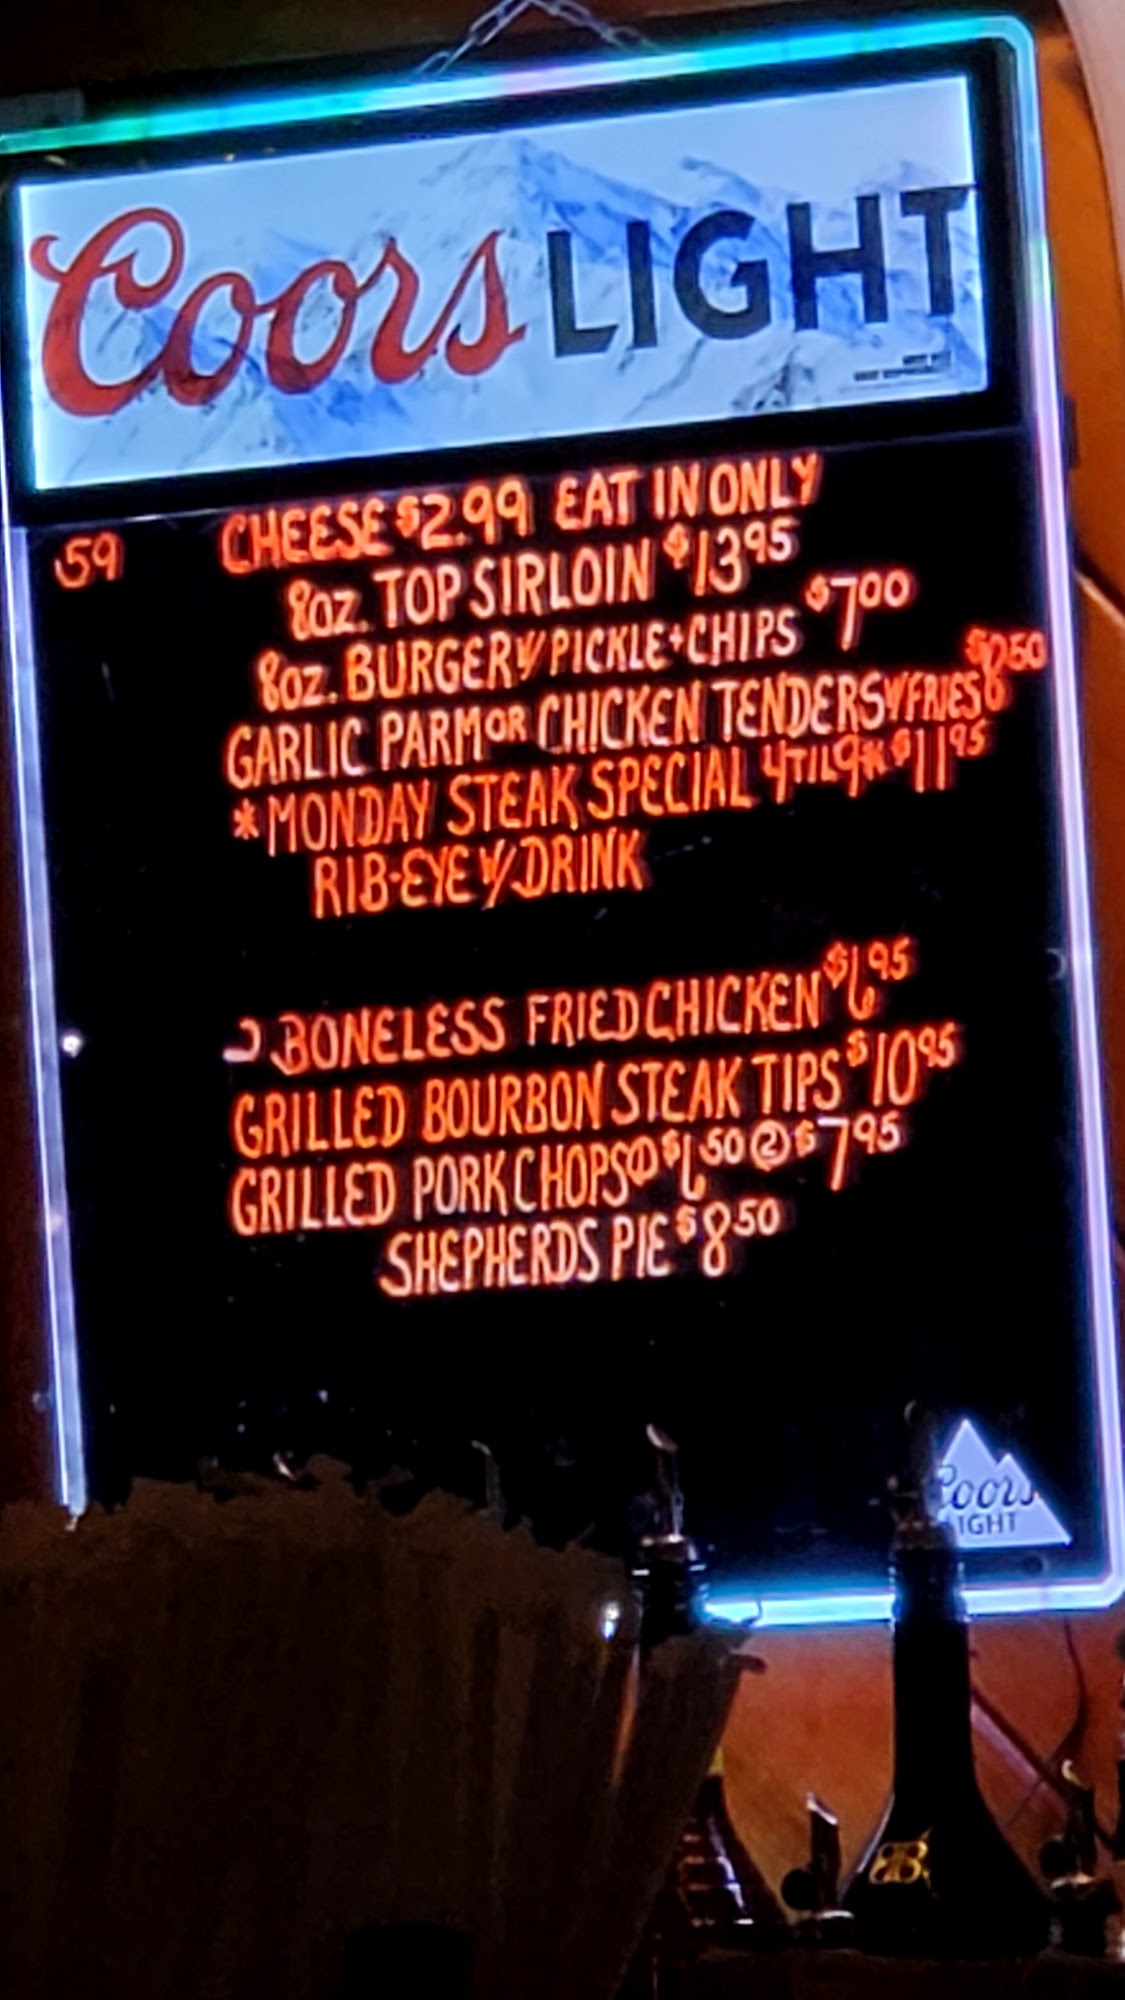 Coors LIGHT
59 CHEESE $2.99 EAT IN ONLY
8oz. TOP SIRLOIN $13.95
8oz. BURGER W/ PICKLE + CHIPS $7.00
GARLIC PARM OR CHICKEN TENDERS W/ FRIES $8.50
*MONDAY STEAK SPECIAL 4 TIL 9 $11.95
RIB-EYE W/ DRINK
BONELESS FRIED CHICKEN $6.95
GRILLED BOURBON STEAK TIPS $10.95
GRILLED PORK CHOPS ① $6.50 ② $7.95
SHEPHERDS PIE $8.50
Coors
LIGHT